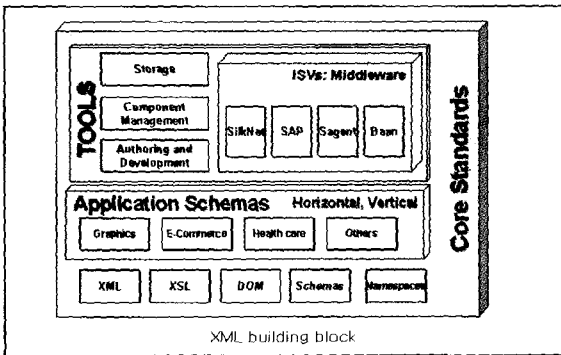 Storage
ISVs: Middleware
TOOLS
Component
Management
SilkNet
SAP
Sagent
Baan
Authoring and
Development
Core Standards
Application Schemas
Horizontal, Vertical
Graphics
E-Commerce
Health care
Others
XML
XSL
DOM
Schemas
Namespaces
XML building block